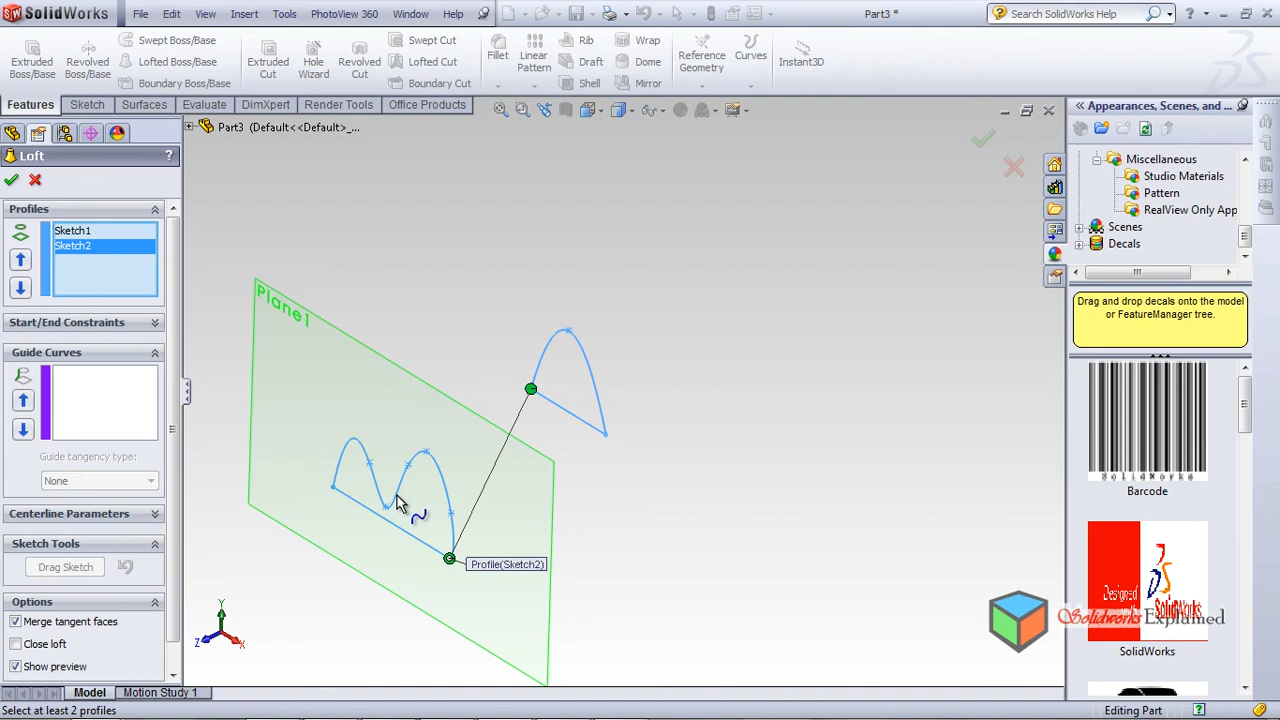 SolidWorks
File Edit View Insert Tools PhotoView 360 Window Help
Part3 *
Search SolidWorks Help
Extruded Boss/Base
Revolved Boss/Base
Swept Boss/Base
Lofted Boss/Base
Boundary Boss/Base
Extruded Cut
Hole Wizard
Revolved Cut
Swept Cut
Lofted Cut
Boundary Cut
Fillet
Linear Pattern
Rib
Draft
Shell
Wrap
Dome
Mirror
Reference Geometry
Curves
Instant3D
Features Sketch Surfaces Evaluate DimXpert Render Tools Office Products
Part3 (Default<<Default>_...
Loft
?
Profiles
Sketch1
Sketch2
Start/End Constraints
Guide Curves
Guide tangency type:
None
Centerline Parameters
Sketch Tools
Drag Sketch
Options
Merge tangent faces
Close loft
Show preview
Plane1
Profile(Sketch2)
Y
Z
X
Appearances, Scenes, and ...
Miscellaneous
Studio Materials
Pattern
RealView Only App
Scenes
Decals
Drag and drop decals onto the model
or FeatureManager tree.
Barcode
Designed
with
SolidWorks
SolidWorks
Solidworks Explained
Model Motion Study 1
Select at least 2 profiles
Editing Part